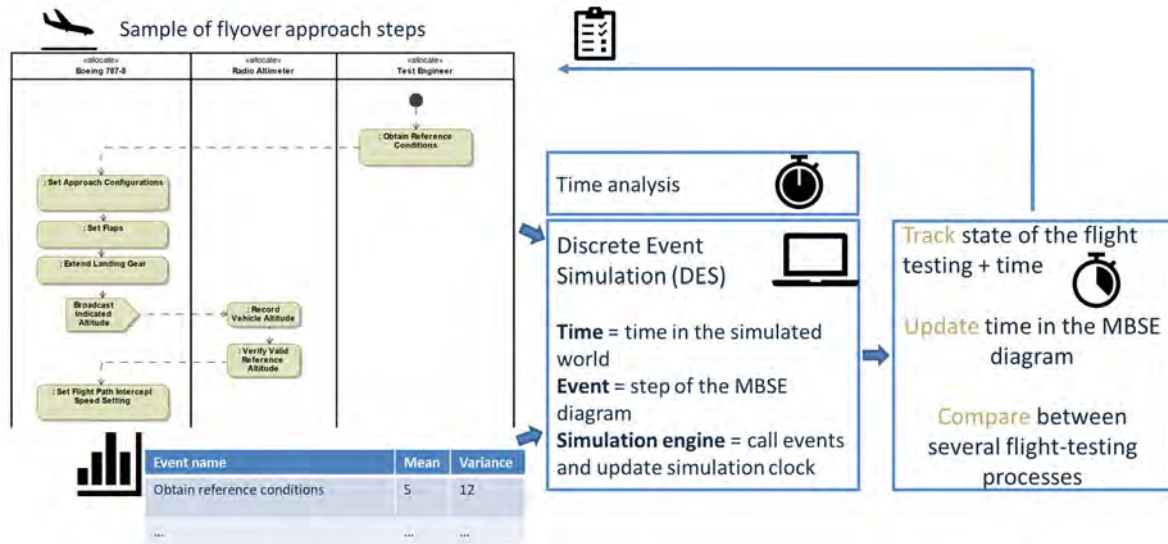 Sample of flyover approach steps
«allocate»
Boeing 787-8
«allocate»
Radio Altimeter
«allocate»
Test Engineer
: Obtain Reference
Conditions
: Set Approach Configurations
: Set Flaps
: Extend Landing Gear
Broadcast
Indicated
Altitude
: Record
Vehicle Altitude
: Verify Valid
Reference
Altitude
: Set Flight Path Intercept
Speed Setting
Event name Mean Variance
Obtain reference conditions 5 12
... ... ...
Time analysis
Discrete Event
Simulation (DES)
Time = time in the simulated
world
Event = step of the MBSE
diagram
Simulation engine = call events
and update simulation clock
Track state of the flight
testing + time
Update time in the MBSE
diagram
Compare between
several flight-testing
processes